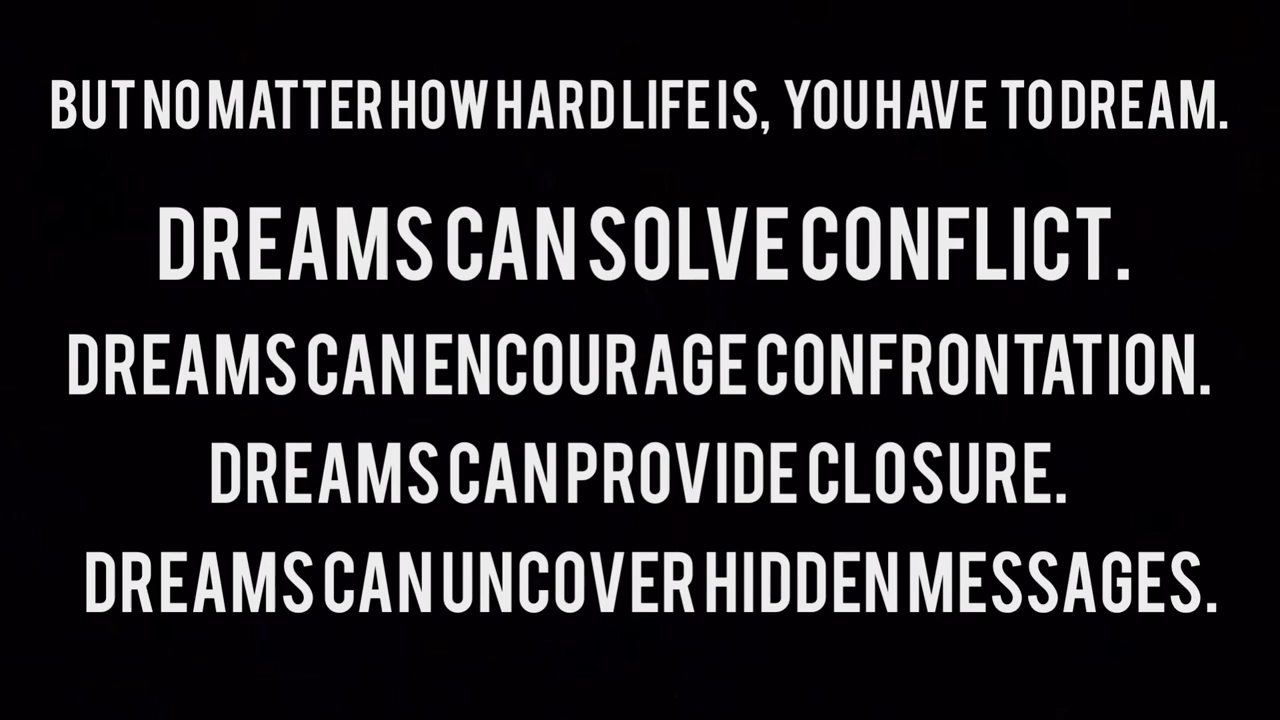 BUT NO MATTER HOW HARD LIFE IS, YOU HAVE TO DREAM.
DREAMS CAN SOLVE CONFLICT.
DREAMS CAN ENCOURAGE CONFRONTATION.
DREAMS CAN PROVIDE CLOSURE.
DREAMS CAN UNCOVER HIDDEN MESSAGES.